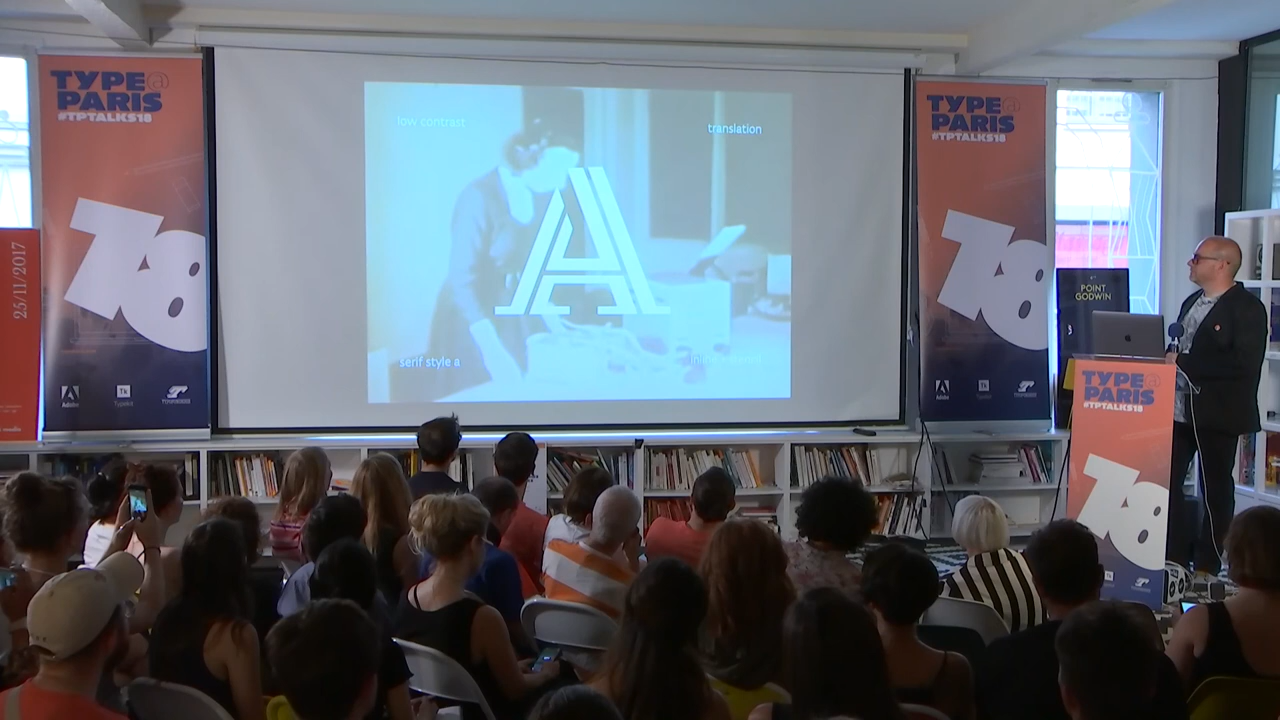 TYPE@
PARIS
#TPTALKS18
18
Adobe
25/11/2017
low contrast
translation
A
serif style a
TYPE@
PARIS
#TPTALKS18
18
POINT
GODWIN
TYPE@
PARIS
#TPTALKS18
18